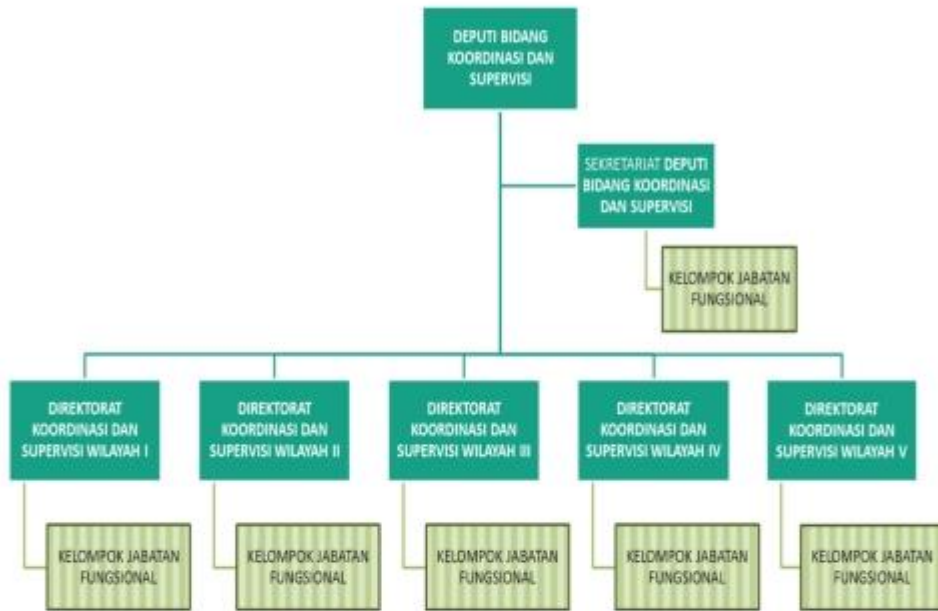 DEPUTI BIDANG
KOORDINASI DAN
SUPERVISI
SEKRETARIAT DEPUTI
BIDANG KOORDINASI
DAN SUPERVISI
KELOMPOK JABATAN
FUNGSIONAL
DIREKTORAT
KOORDINASI DAN
SUPERVISI WILAYAH I
DIREKTORAT
KOORDINASI DAN
SUPERVISI WILAYAH II
DIREKTORAT
KOORDINASI DAN
SUPERVISI WILAYAH III
DIREKTORAT
KOORDINASI DAN
SUPERVISI WILAYAH IV
DIREKTORAT
KOORDINASI DAN
SUPERVISI WILAYAH V
KELOMPOK JABATAN
FUNGSIONAL
KELOMPOK JABATAN
FUNGSIONAL
KELOMPOK JABATAN
FUNGSIONAL
KELOMPOK JABATAN
FUNGSIONAL
KELOMPOK JABATAN
FUNGSIONAL